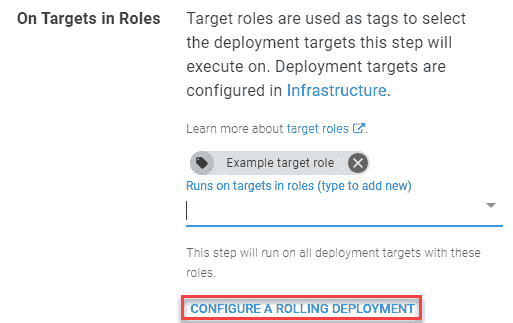 On Targets in Roles
Target roles are used as tags to select
the deployment targets this step will
execute on. Deployment targets are
configured in Infrastructure.
Learn more about target roles.
Example target role
Runs on targets in roles (type to add new)
This step will run on all deployment targets with these
roles.
CONFIGURE A ROLLING DEPLOYMENT